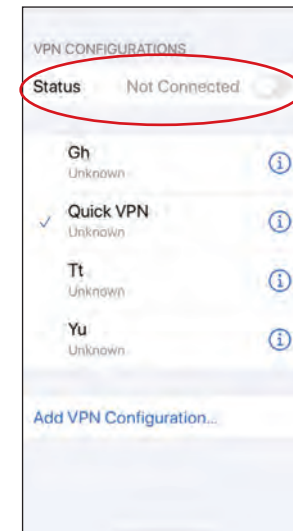 VPN CONFIGURATIONS
Status Not Connected
Gh
Unknown
Quick VPN
Unknown
Tt
Unknown
Yu
Unknown
Add VPN Configuration...